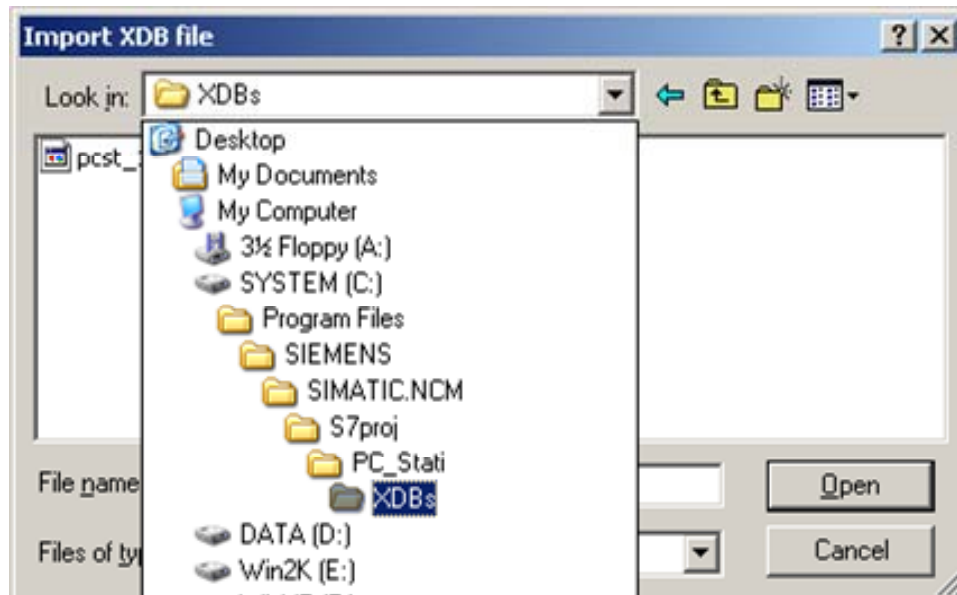 Import XDB file
Look in: XDBs
Desktop
pcst_
My Documents
My Computer
3½ Floppy (A:)
SYSTEM (C:)
Program Files
SIEMENS
SIMATIC.NCM
S7proj
PC_Stati
File name
Open
XDBs
DATA (D:)
Files of ty
Cancel
Win2K (E:)